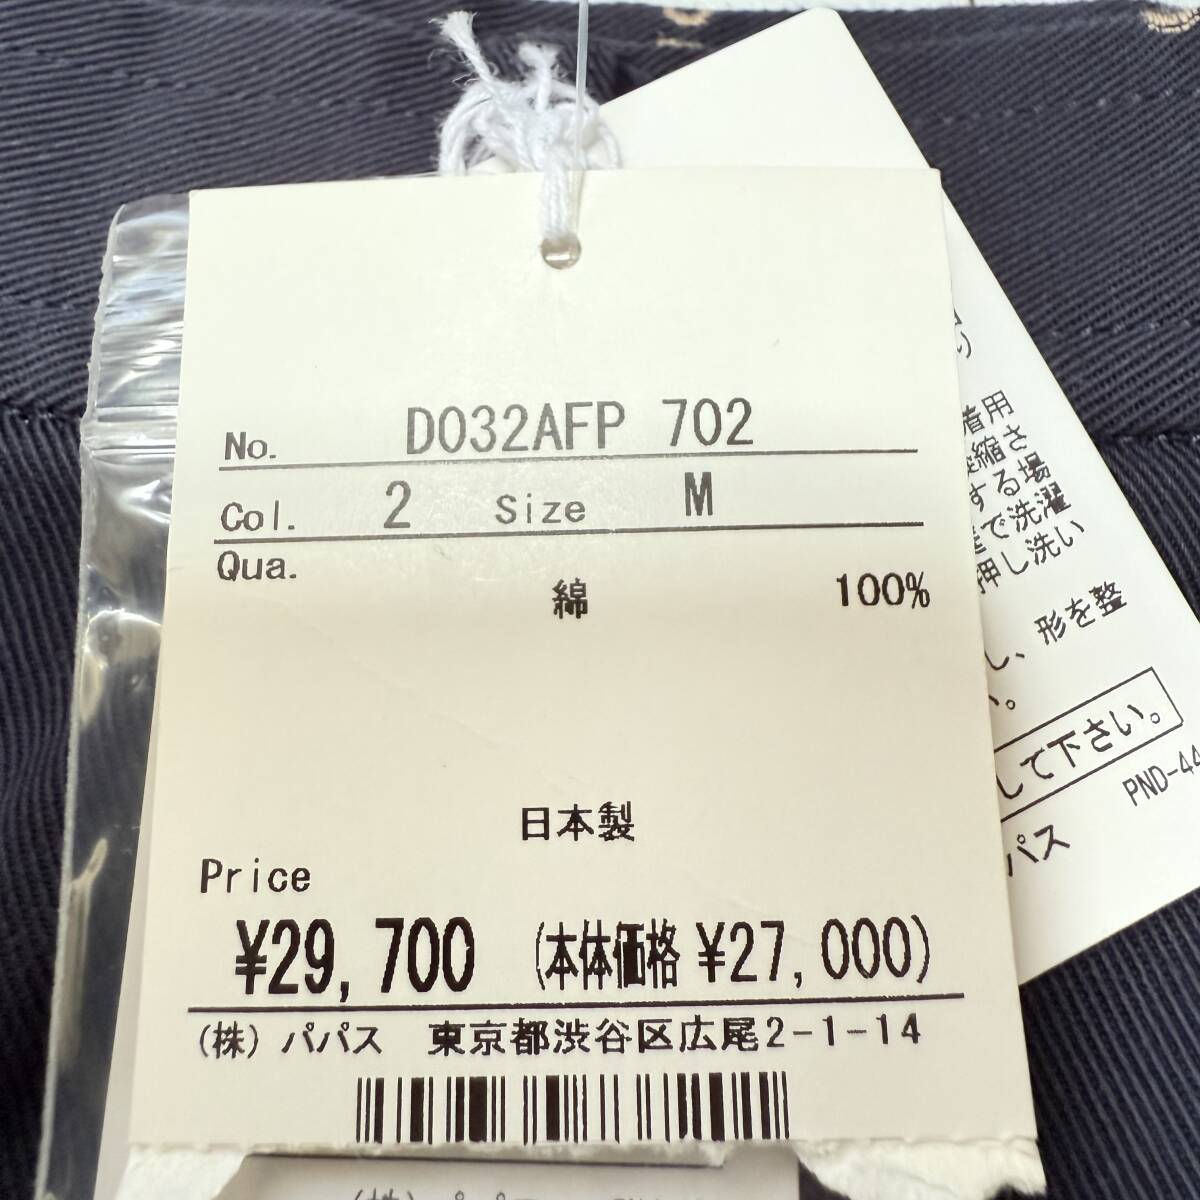 No. D032AFP 702
Col. 2 Size M
Qua.
綿 100%
日本製
Price
¥29,700 (本体価格 ¥27,000)
(株) パパス 東京都渋谷区広尾2-1-14
着用
縮さ
する場
で洗濯
押し洗い
し、形を整
い。
して下さい。
PND-44
パス